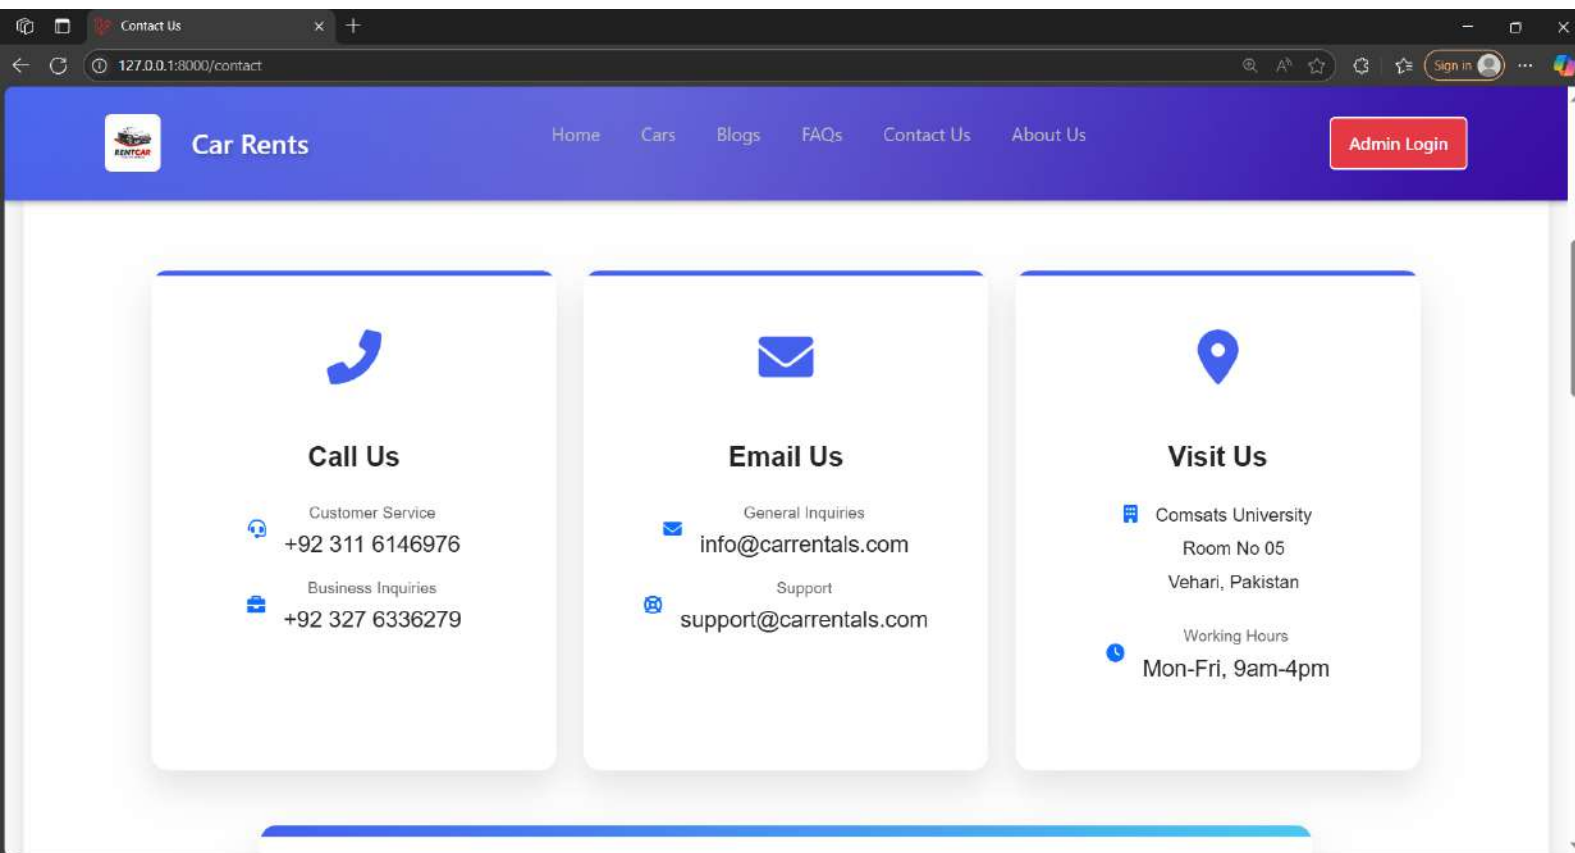 Contact Us
127.0.0.1:8000/contact
Sign in
RENTCAR
Car Rents
Home Cars Blogs FAQs Contact Us About Us
Admin Login
Call Us
Customer Service
+92 311 6146976
Business Inquiries
+92 327 6336279
Email Us
General Inquiries
info@carrentals.com
Support
support@carrentals.com
Visit Us
Comsats University
Room No 05
Vehari, Pakistan
Working Hours
Mon-Fri, 9am-4pm